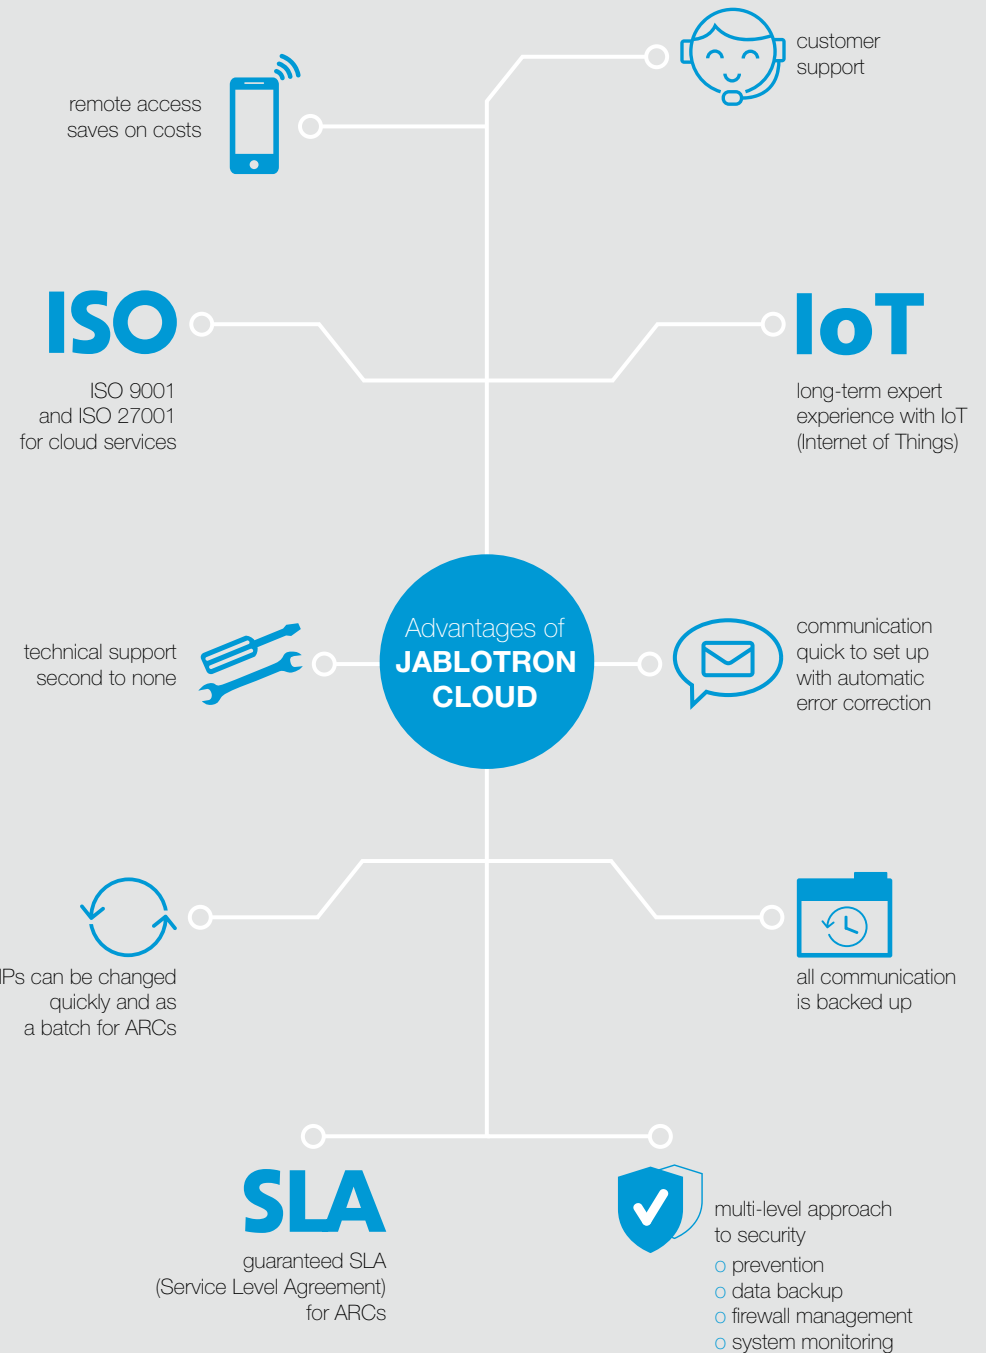 customer
support
remote access
saves on costs
ISO
ISO 9001
and ISO 27001
for cloud services
IoT
long-term expert
experience with IoT
(Internet of Things)
Advantages of
JABLOTRON
CLOUD
technical support
second to none
communication
quick to set up
with automatic
error correction
IPs can be changed
quickly and as
a batch for ARCs
all communication
is backed up
SLA
guaranteed SLA
(Service Level Agreement)
for ARCs
multi-level approach
to security
o prevention
o data backup
o firewall management
o system monitoring